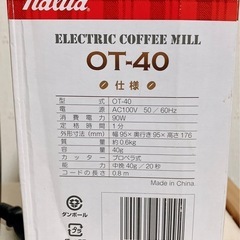 ELECTRIC COFFEE MILL
OT-40
仕様
型式 OT-40
電源 AC100V 50／60Hz
消費電力 90W
定格時間 1分
外形寸法（mm） 幅95×奥行き95×高さ176
質量 約0.6kg
容量 40g
カッター プロペラ式
能力 中挽40g／20秒
コードの長さ 0.8m
Made in China
ダンボール
プラ